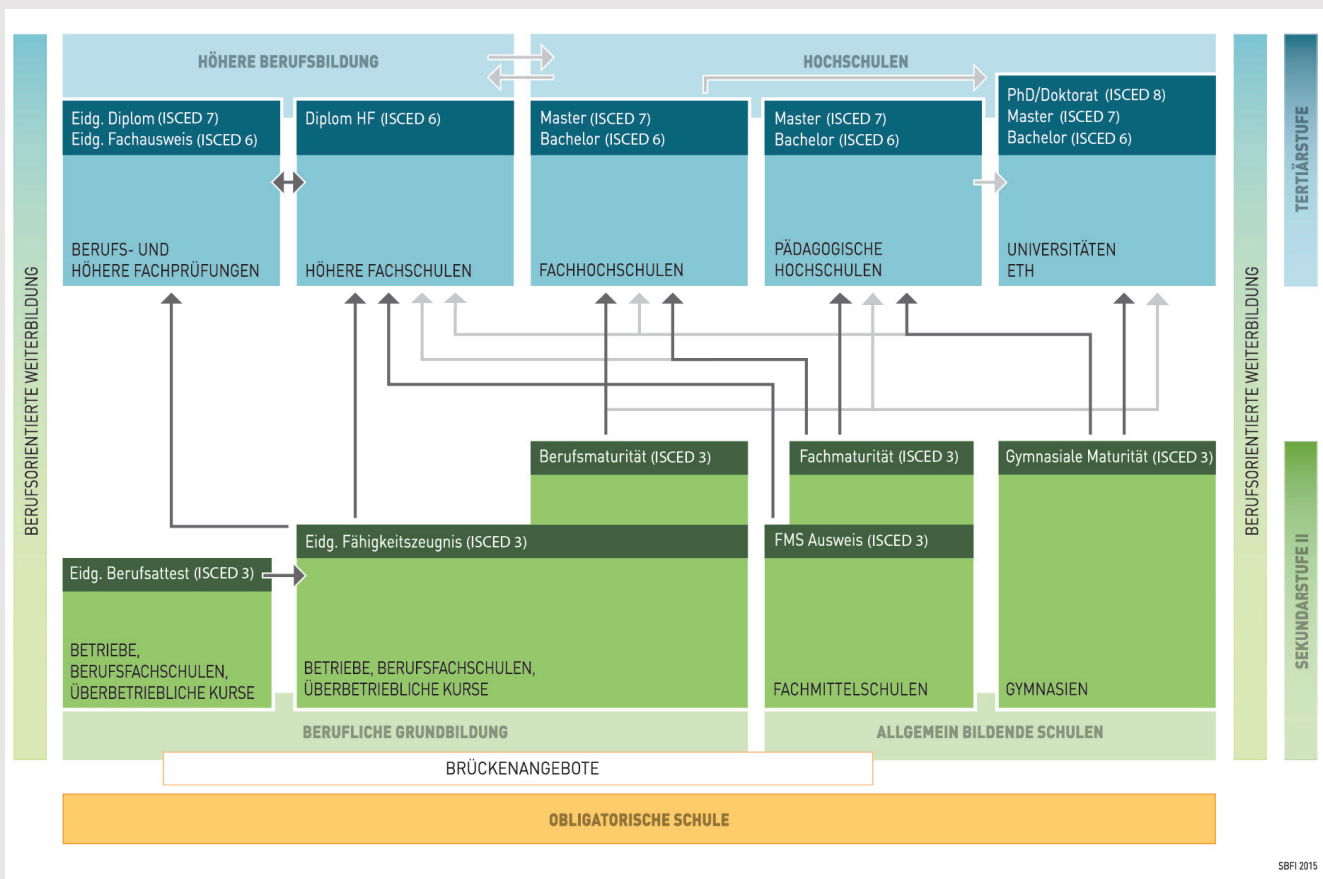 HÖHERE BERUFSBILDUNG
HOCHSCHULEN
Eidg. Diplom (ISCED 7)
Eidg. Fachausweis (ISCED 6)
BERUFS- UND
HÖHERE FACHPRÜFUNGEN
Diplom HF (ISCED 6)
HÖHERE FACHSCHULEN
Master (ISCED 7)
Bachelor (ISCED 6)
FACHHOCHSCHULEN
Master (ISCED 7)
Bachelor (ISCED 6)
PÄDAGOGISCHE
HOCHSCHULEN
PhD/Doktorat (ISCED 8)
Master (ISCED 7)
Bachelor (ISCED 6)
UNIVERSITÄTEN
ETH
BERUFSORIENTIERTE WEITERBILDUNG
BERUFSORIENTIERTE WEITERBILDUNG
TERTIÄRSTUFE
SEKUNDARSTUFE II
Berufsmaturität (ISCED 3)
Fachmaturität (ISCED 3)
Gymnasiale Maturität (ISCED 3)
Eidg. Fähigkeitszeugnis (ISCED 3)
FMS Ausweis (ISCED 3)
Eidg. Berufsattest (ISCED 3)
BETRIEBE,
BERUFSFACHSCHULEN,
ÜBERBETRIEBLICHE KURSE
BETRIEBE, BERUFSFACHSCHULEN,
ÜBERBETRIEBLICHE KURSE
FACHMITTELSCHULEN
GYMNASIEN
BERUFLICHE GRUNDBILDUNG
ALLGEMEIN BILDENDE SCHULEN
BRÜCKENANGEBOTE
OBLIGATORISCHE SCHULE
SBFI 2015